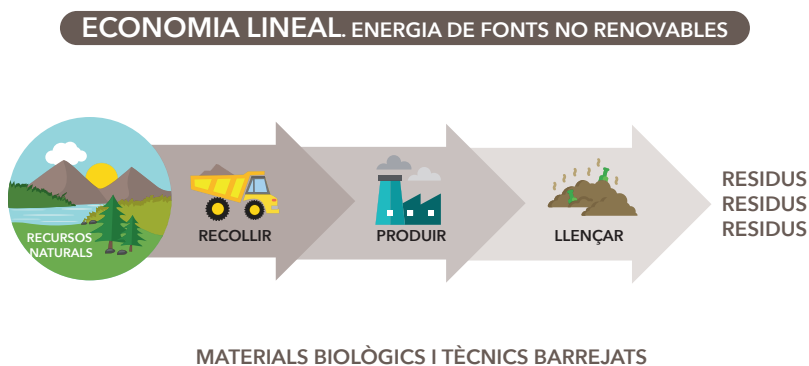 ECONOMIA LINEAL. ENERGIA DE FONTS NO RENOVABLES
RECURSOS
NATURALS
RECOLLIR
PRODUIR
LLENÇAR
RESIDUS
RESIDUS
RESIDUS
MATERIALS BIOLÒGICS I TÈCNICS BARREJATS